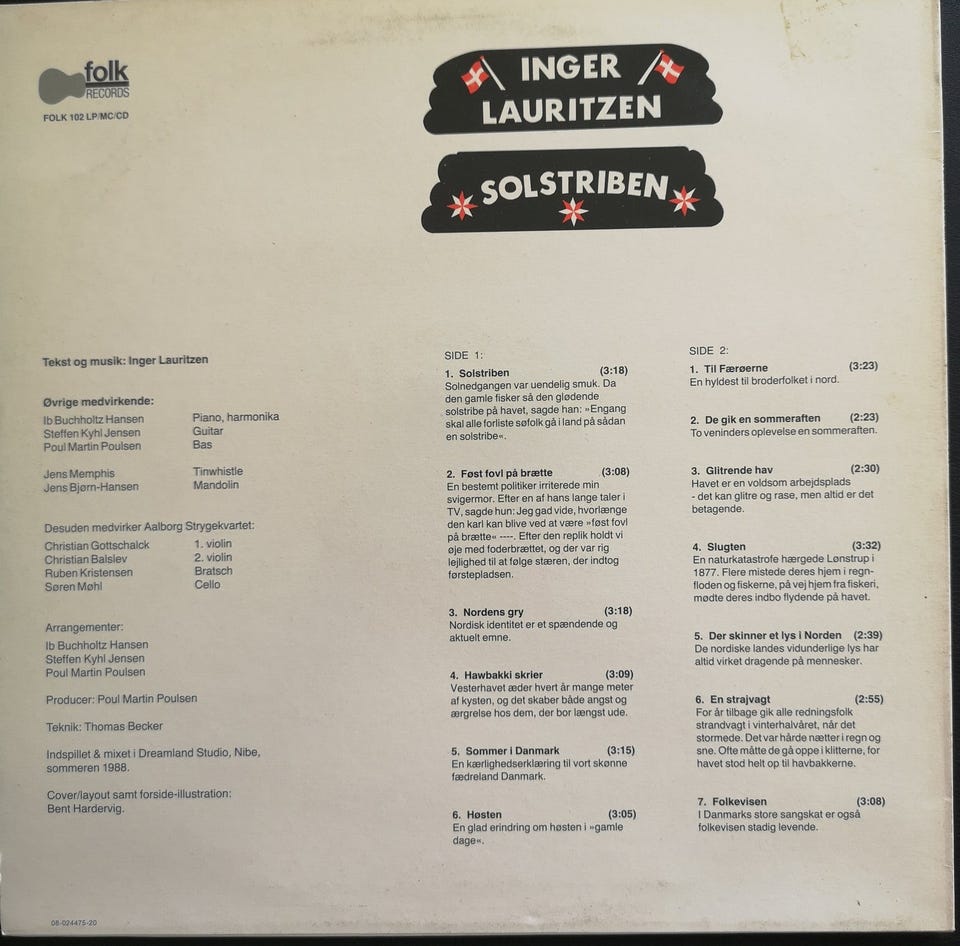 folk
RECORDS
FOLK 102 LP/MC/CD
INGER
LAURITZEN
SOLSTRIBEN
Tekst og musik: Inger Lauritzen
Øvrige medvirkende:
Ib Buchholtz Hansen Piano, harmonika
Steffen Kyhl Jensen Guitar
Poul Martin Poulsen Bas
Jens Memphis Tinwhistle
Jens Bjørn-Hansen Mandolin
Desuden medvirker Aalborg Strygekvartet:
Christian Gottschalck 1. violin
Christian Balslev 2. violin
Ruben Kristensen Bratsch
Søren Møhl Cello
Arrangementer:
Ib Buchholtz Hansen
Steffen Kyhl Jensen
Poul Martin Poulsen
Producer: Poul Martin Poulsen
Teknik: Thomas Becker
Indspillet & mixet i Dreamland Studio, Nibe,
sommeren 1988.
Cover/layout samt forside-illustration:
Bent Hardervig.
08-024475-20
SIDE 1:
1. Solstriben (3:18)
Solnedgangen var uendelig smuk. Da
den gamle fisker så den glødende
solstribe på havet, sagde han: »Engang
skal alle forliste søfolk gå i land på sådan
en solstribe«.
2. Føst fovl på brætte (3:08)
En bestemt politiker irriterede min
svigermor. Efter en af hans lange taler i
TV, sagde hun: Jeg gad vide, hvorlænge
den karl kan blive ved at være »føst fovl
på brætte« ----. Efter den replik holdt vi
øje med foderbrættet, og der var rig
lejlighed til at følge stæren, der indtog
førstepladsen.
3. Nordens gry (3:18)
Nordisk identitet er et spændende og
aktuelt emne.
4. Hawbakki skrier (3:09)
Vesterhavet æder hvert år mange meter
af kysten, og det skaber både angst og
ærgrelse hos dem, der bor længst ude.
5. Sommer i Danmark (3:15)
En kærlighedserklæring til vort skønne
fædreland Danmark.
6. Høsten (3:05)
En glad erindring om høsten i »gamle
dage«.
SIDE 2:
1. Til Færøerne (3:23)
En hyldest til broderfolket i nord.
2. De gik en sommeraften (2:23)
To veninders oplevelse en sommeraften.
3. Glitrende hav (2:30)
Havet er en voldsom arbejdsplads
- det kan glitre og rase, men altid er det
betagende.
4. Slugten (3:32)
En naturkatastrofe hærgede Lønstrup i
1877. Flere mistede deres hjem i regn-
floden og fiskerne, på vej hjem fra fiskeri,
mødte deres indbo flydende på havet.
5. Der skinner et lys i Norden (2:39)
De nordiske landes vidunderlige lys har
altid virket dragende på mennesker.
6. En strajvagt (2:55)
For år tilbage gik alle redningsfolk
strandvagt i vinterhalvåret, når det
stormede. Det var hårde nætter i regn og
sne. Ofte måtte de gå oppe i klitterne, for
havet stod helt op til havbakkerne.
7. Folkevisen (3:08)
I Danmarks store sangskat er også
folkevisen stadig levende.